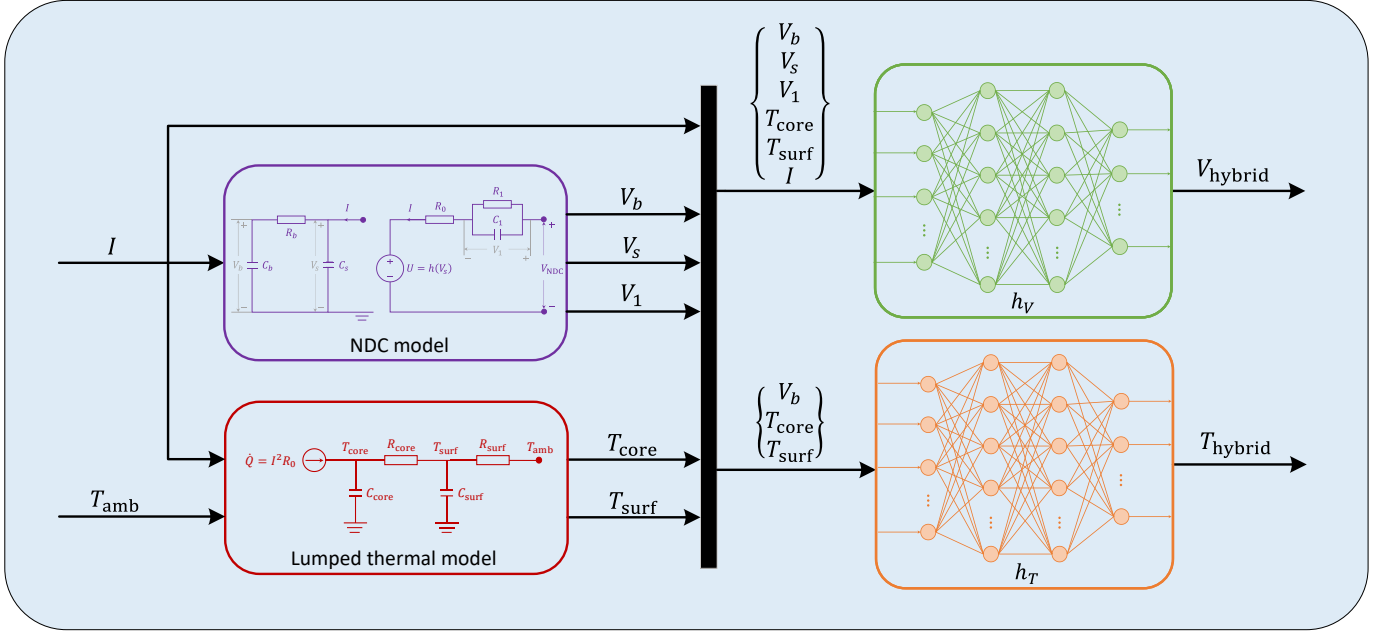 I
T_amb
V_b
C_b
R_b
V_s
C_s
I
+
−
+
−
I
R_0
R_1
C_1
V_1
−
+
+
−
U = h(V_s)
+
−
V_NDC
NDC model
Q̇ = I²R_0
T_core
R_core
T_surf
R_surf
T_amb
C_core
C_surf
Lumped thermal model
V_b
V_s
V_1
T_core
T_surf
V_b
V_s
V_1
T_core
T_surf
I
V_b
T_core
T_surf
h_V
h_T
V_hybrid
T_hybrid